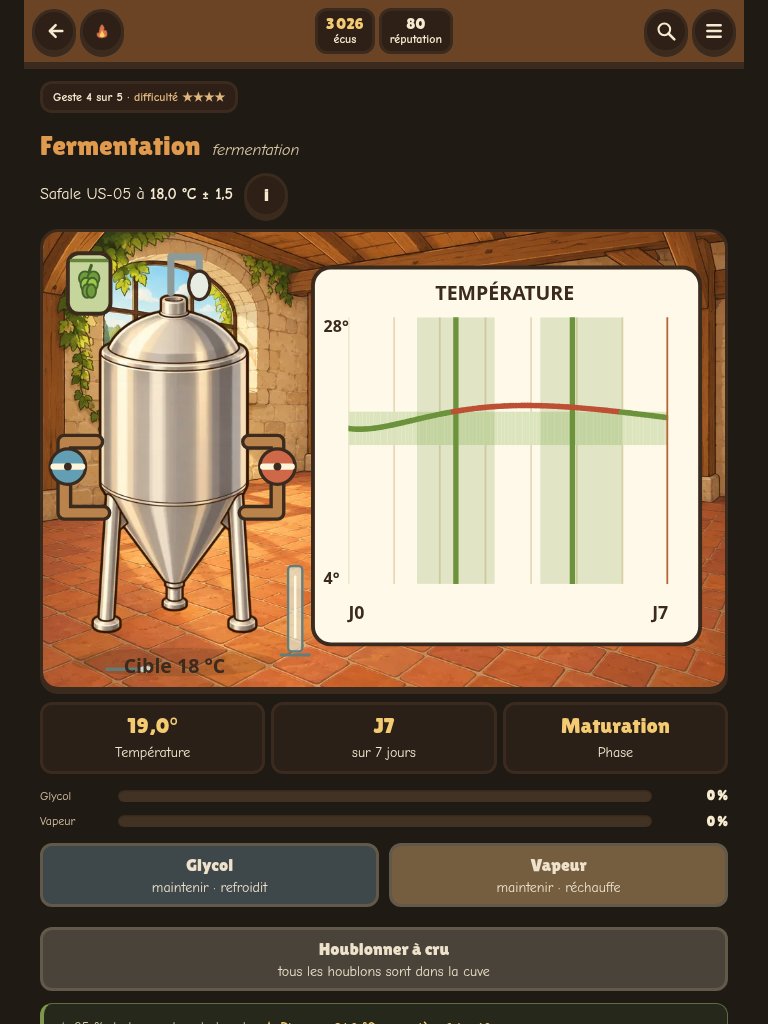 3 026
écus
80
réputation
Geste 4 sur 5 · difficulté ★★★★
Fermentation fermentation
Safale US-05 à 18,0 °C ± 1,5
i
TEMPÉRATURE
28°
4°
J0
J7
Cible 18 °C
19,0°
Température
J7
sur 7 jours
Maturation
Phase
Glycol
0 %
Vapeur
0 %
Glycol
maintenir · refroidit
Vapeur
maintenir · réchauffe
Houblonner à cru
tous les houblons sont dans la cuve